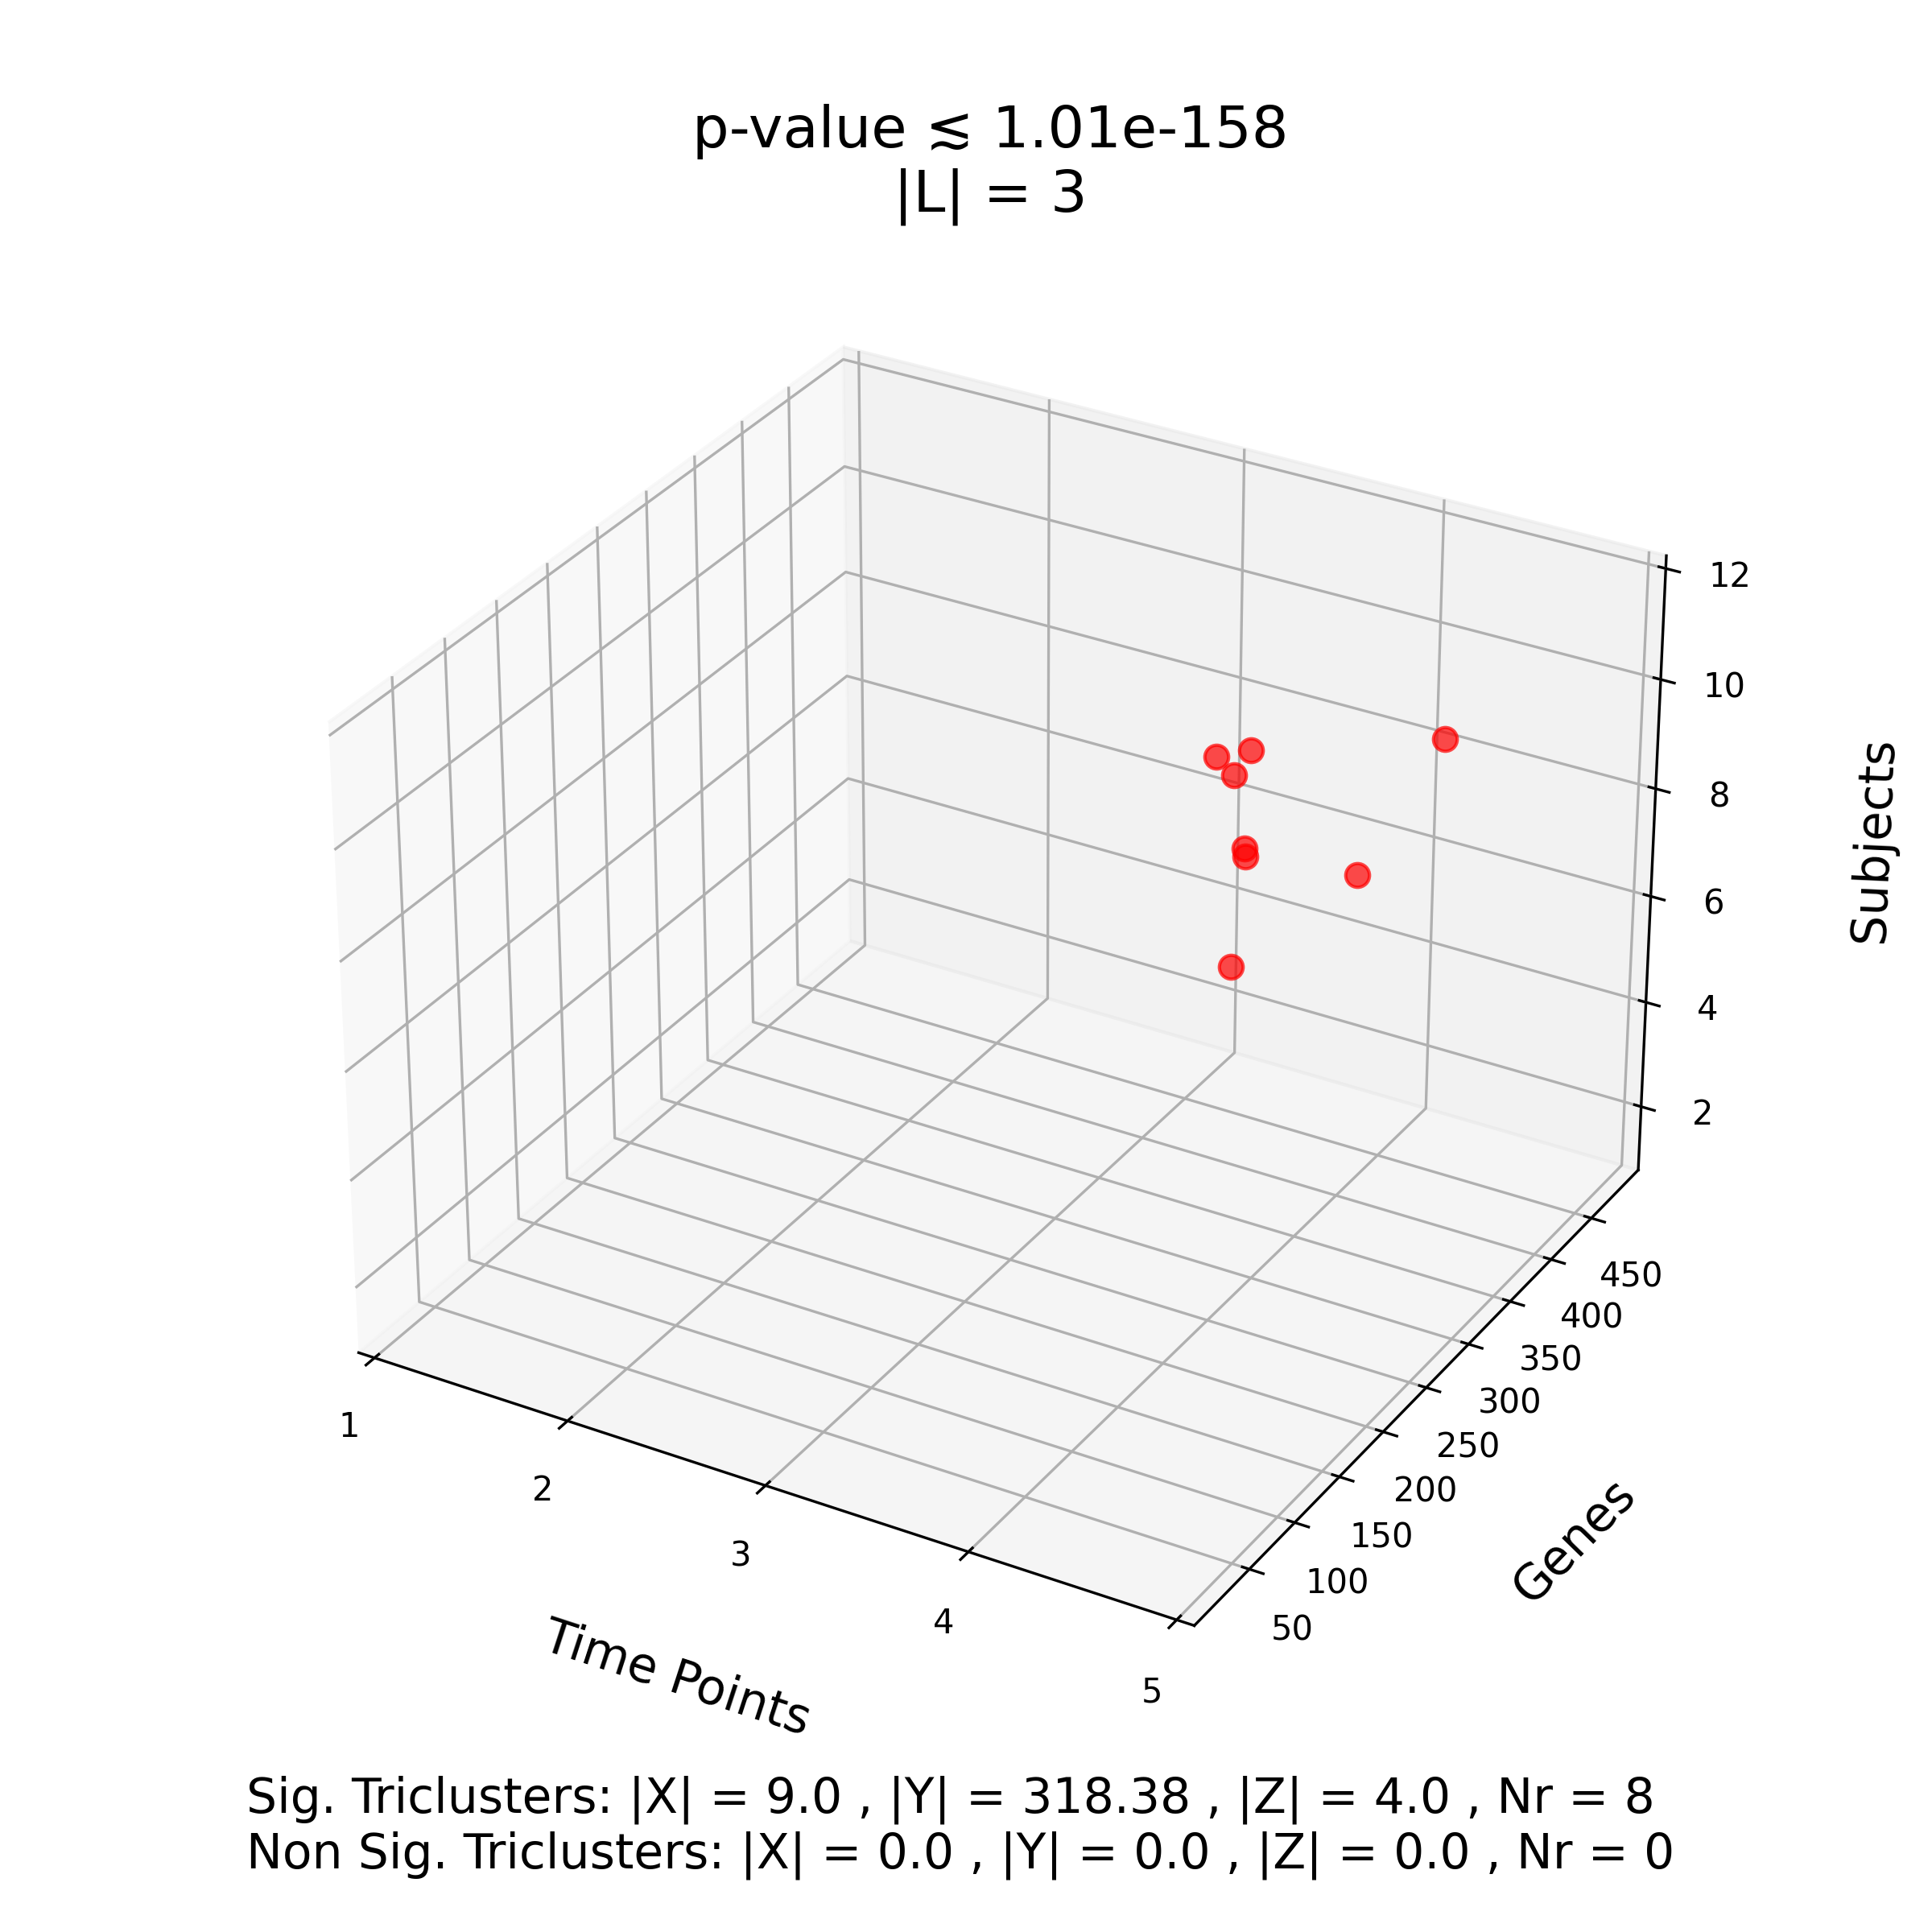 p-value ⪅ 1.01e-158
|L| = 3
12
10
8
6
4
2
Subjects
450
400
350
300
250
200
150
100
50
Genes
1
2
3
4
5
Time Points
Sig. Triclusters: |X| = 9.0 , |Y| = 318.38 , |Z| = 4.0 , Nr = 8
Non Sig. Triclusters: |X| = 0.0 , |Y| = 0.0 , |Z| = 0.0 , Nr = 0